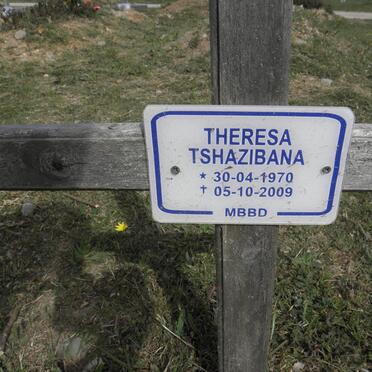 THERESA
TSHAZIBANA
★ 30-04-1970
✝ 05-10-2009
MBBD